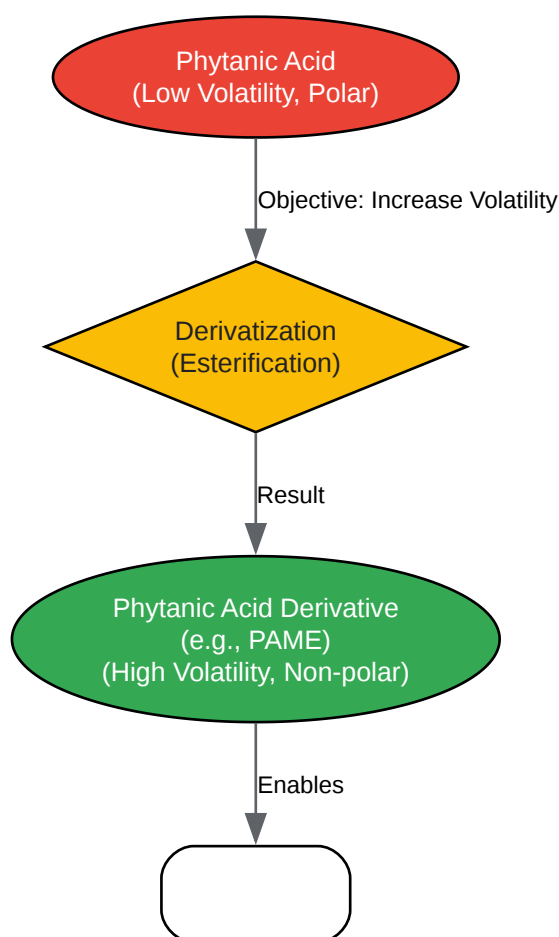 Phytanic Acid
(Low Volatility, Polar)
Objective: Increase Volatility
Derivatization
(Esterification)
Result
Phytanic Acid Derivative
(e.g., PAME)
(High Volatility, Non-polar)
Enables